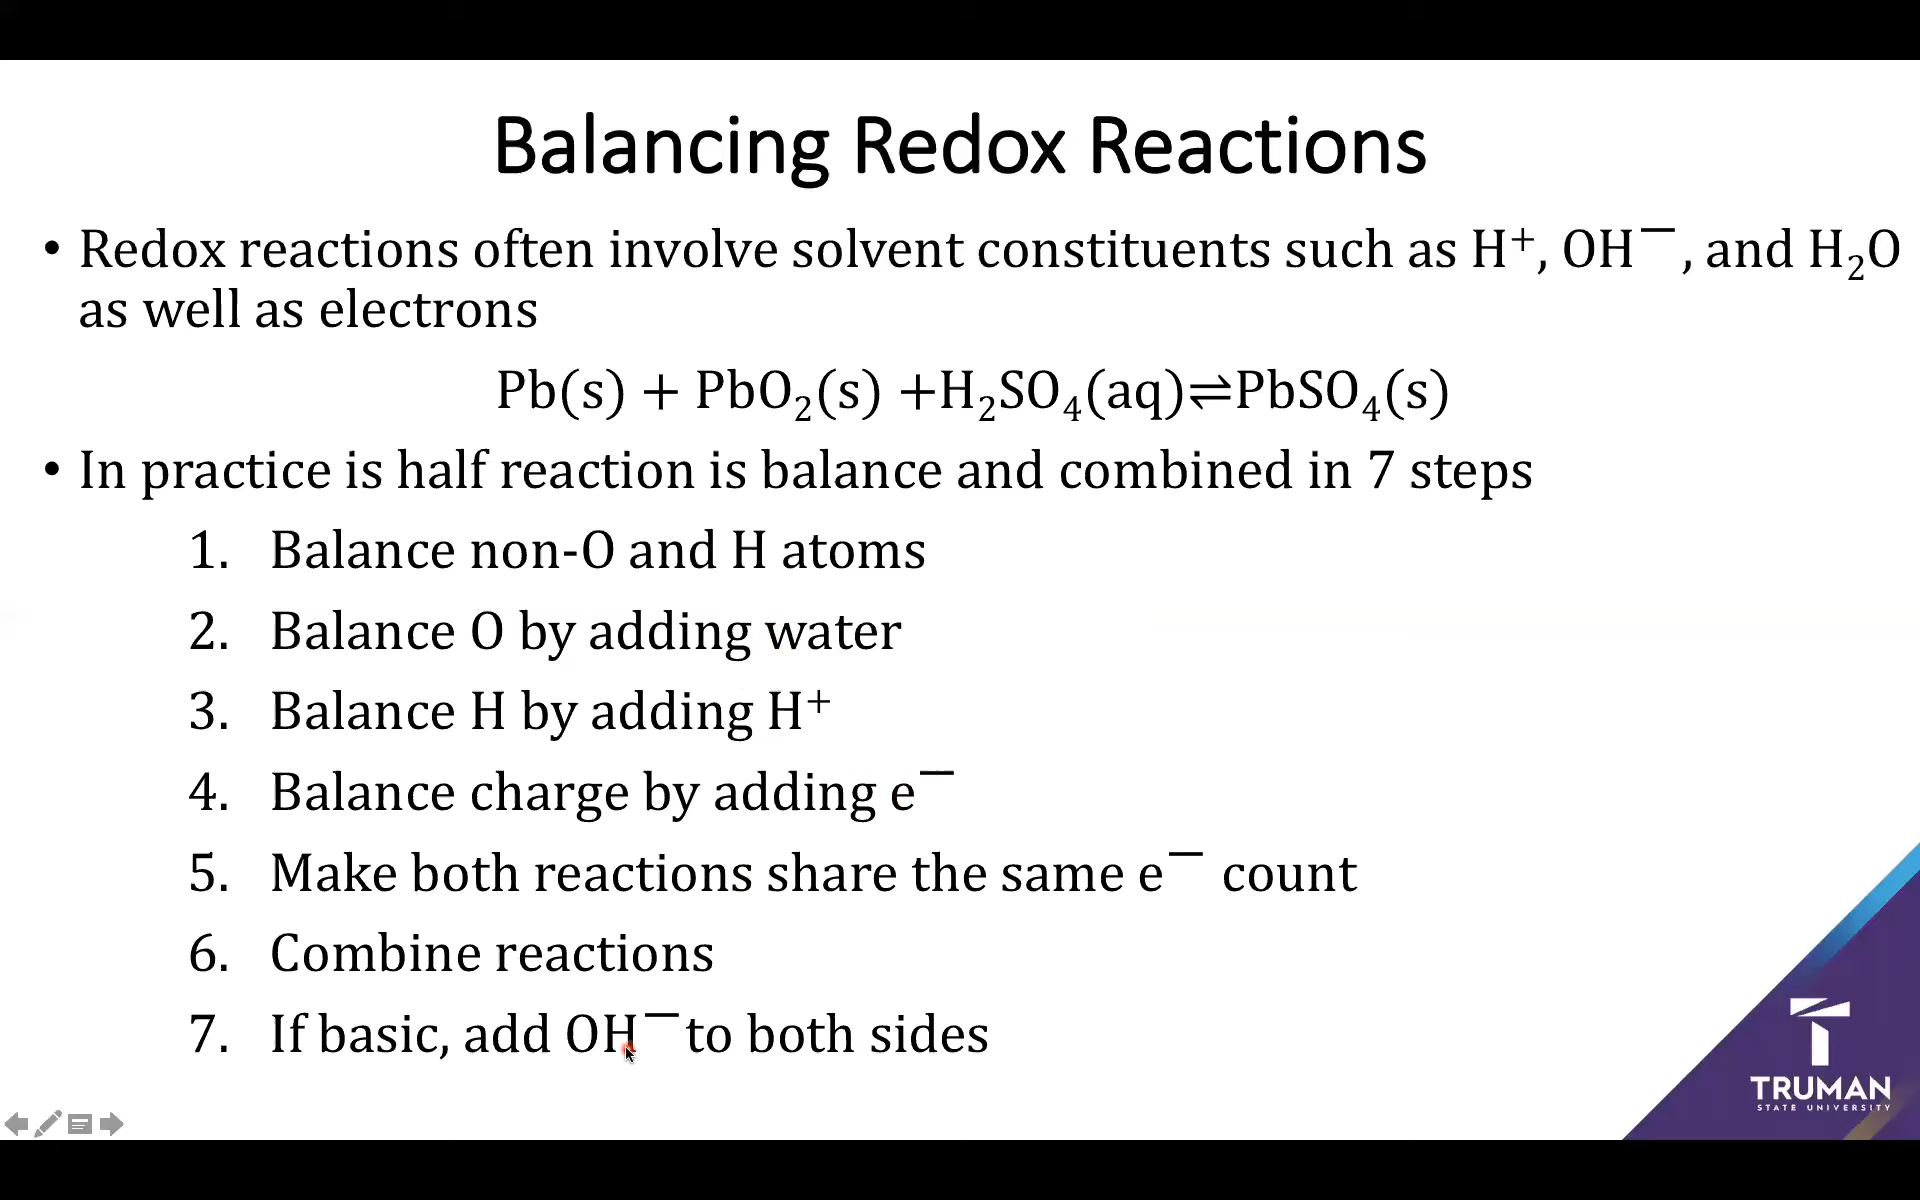 Balancing Redox Reactions
• Redox reactions often involve solvent constituents such as H⁺, OH⁻, and H₂O
as well as electrons
Pb(s) + PbO₂(s) +H₂SO₄(aq)⇌PbSO₄(s)
• In practice is half reaction is balance and combined in 7 steps
1. Balance non-O and H atoms
2. Balance O by adding water
3. Balance H by adding H⁺
4. Balance charge by adding e⁻
5. Make both reactions share the same e⁻ count
6. Combine reactions
7. If basic, add OH⁻to both sides
TRUMAN
STATE UNIVERSITY